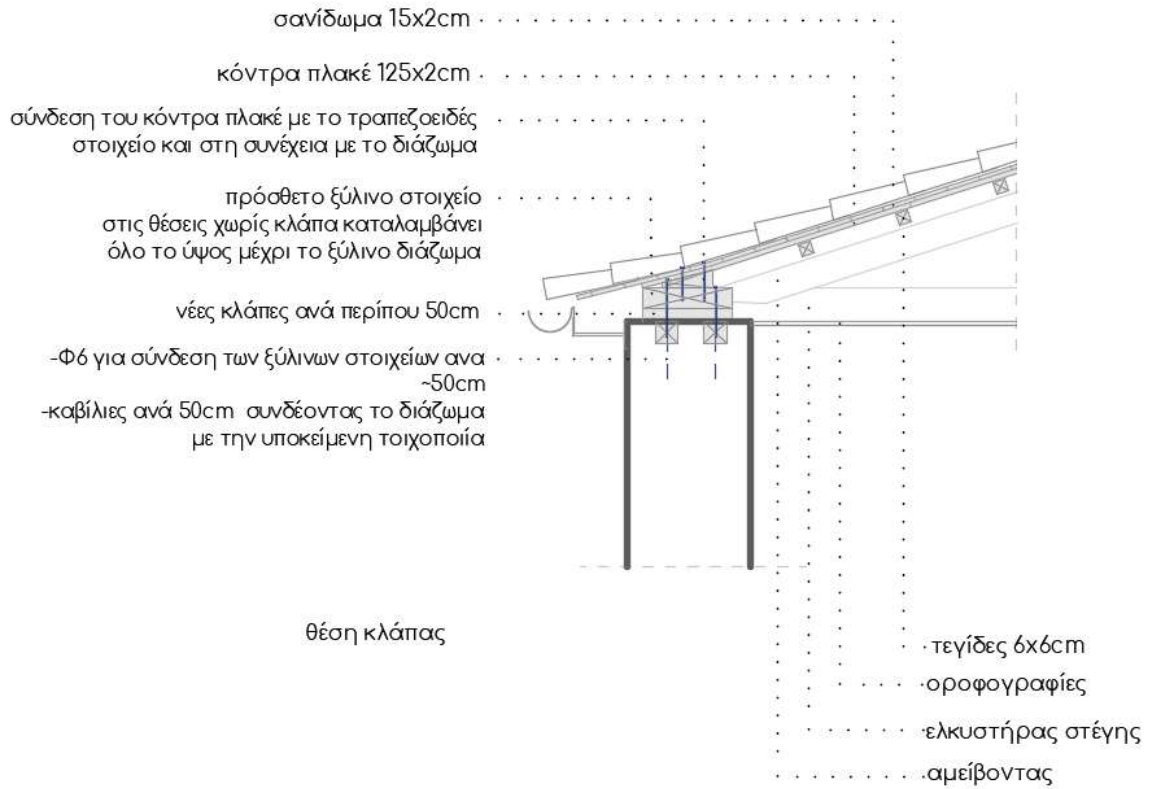 σανίδωμα 15x2cm
κόντρα πλακέ 125x2cm
σύνδεση του κόντρα πλακέ με το τραπεζοειδές
στοιχείο και στη συνέχεια με το διάζωμα
πρόσθετο ξύλινο στοιχείο
στις θέσεις χωρίς κλάπα καταλαμβάνει
όλο το ύψος μέχρι το ξύλινο διάζωμα
νέες κλάπες ανά περίπου 50cm
-Φ6 για σύνδεση των ξύλινων στοιχείων ανα
~50cm
-καβίλιες ανά 50cm συνδέοντας το διάζωμα
με την υποκείμενη τοιχοποιία
θέση κλάπας
τεγίδες 6x6cm
οροφογραφίες
ελκυστήρας στέγης
αμείβοντας